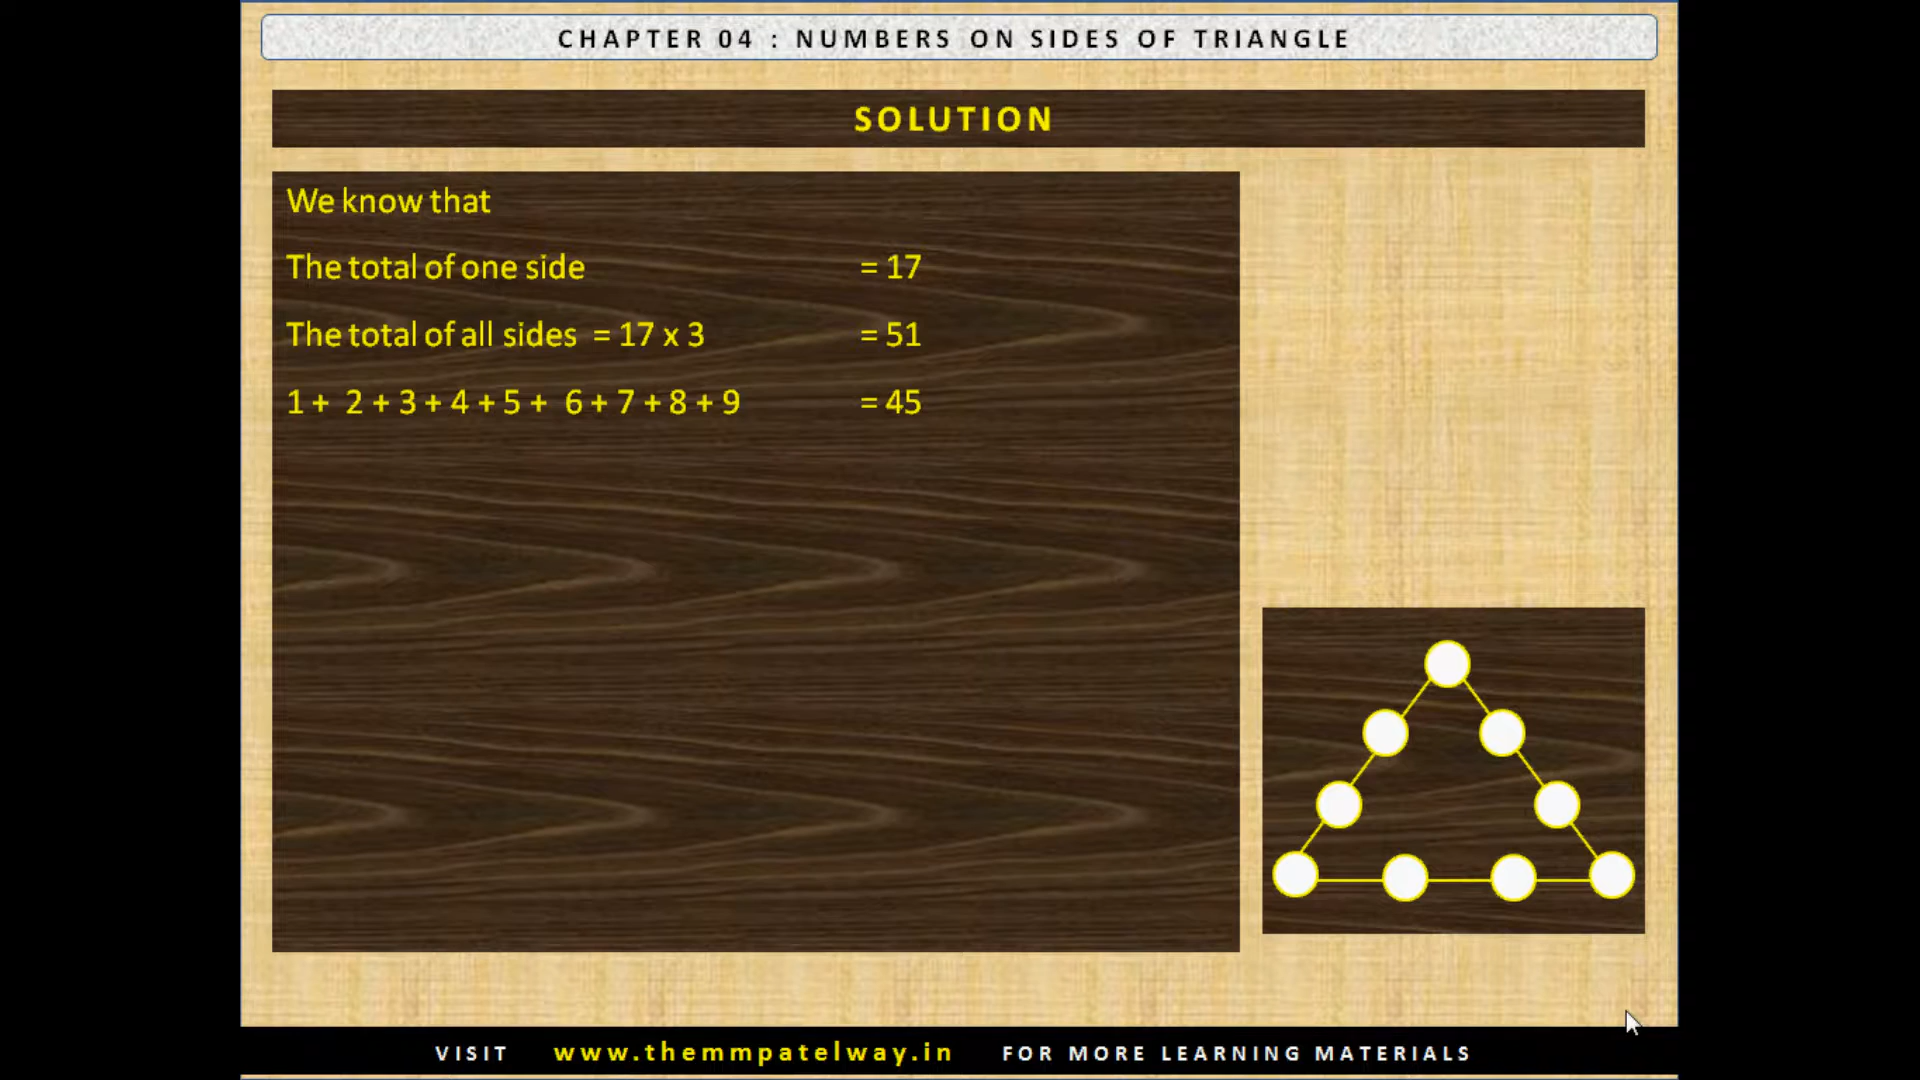 CHAPTER 04 : NUMBERS ON SIDES OF TRIANGLE
SOLUTION
We know that
The total of one side = 17
The total of all sides = 17 x 3 = 51
1 + 2 + 3 + 4 + 5 + 6 + 7 + 8 + 9 = 45
VISIT www.themmpatelway.in FOR MORE LEARNING MATERIALS